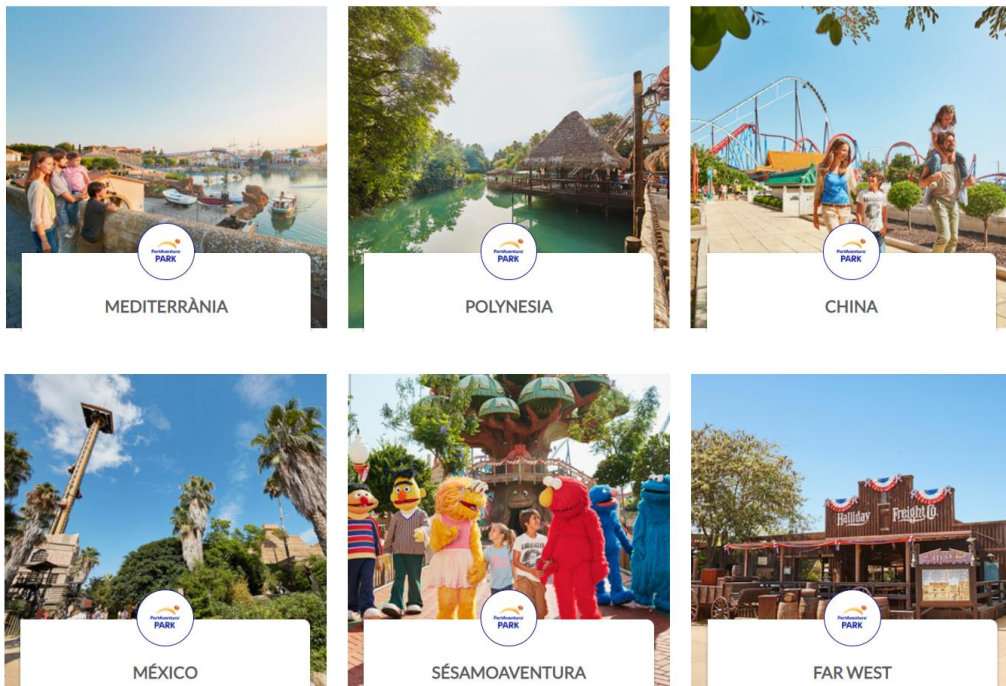 PortAventura
PARK
MEDITERRÀNIA
PortAventura
PARK
POLYNESIA
PortAventura
PARK
CHINA
Halliday Freight Co.
PortAventura
PARK
MÉXICO
PortAventura
PARK
SÉSAMOAVENTURA
PortAventura
PARK
FAR WEST